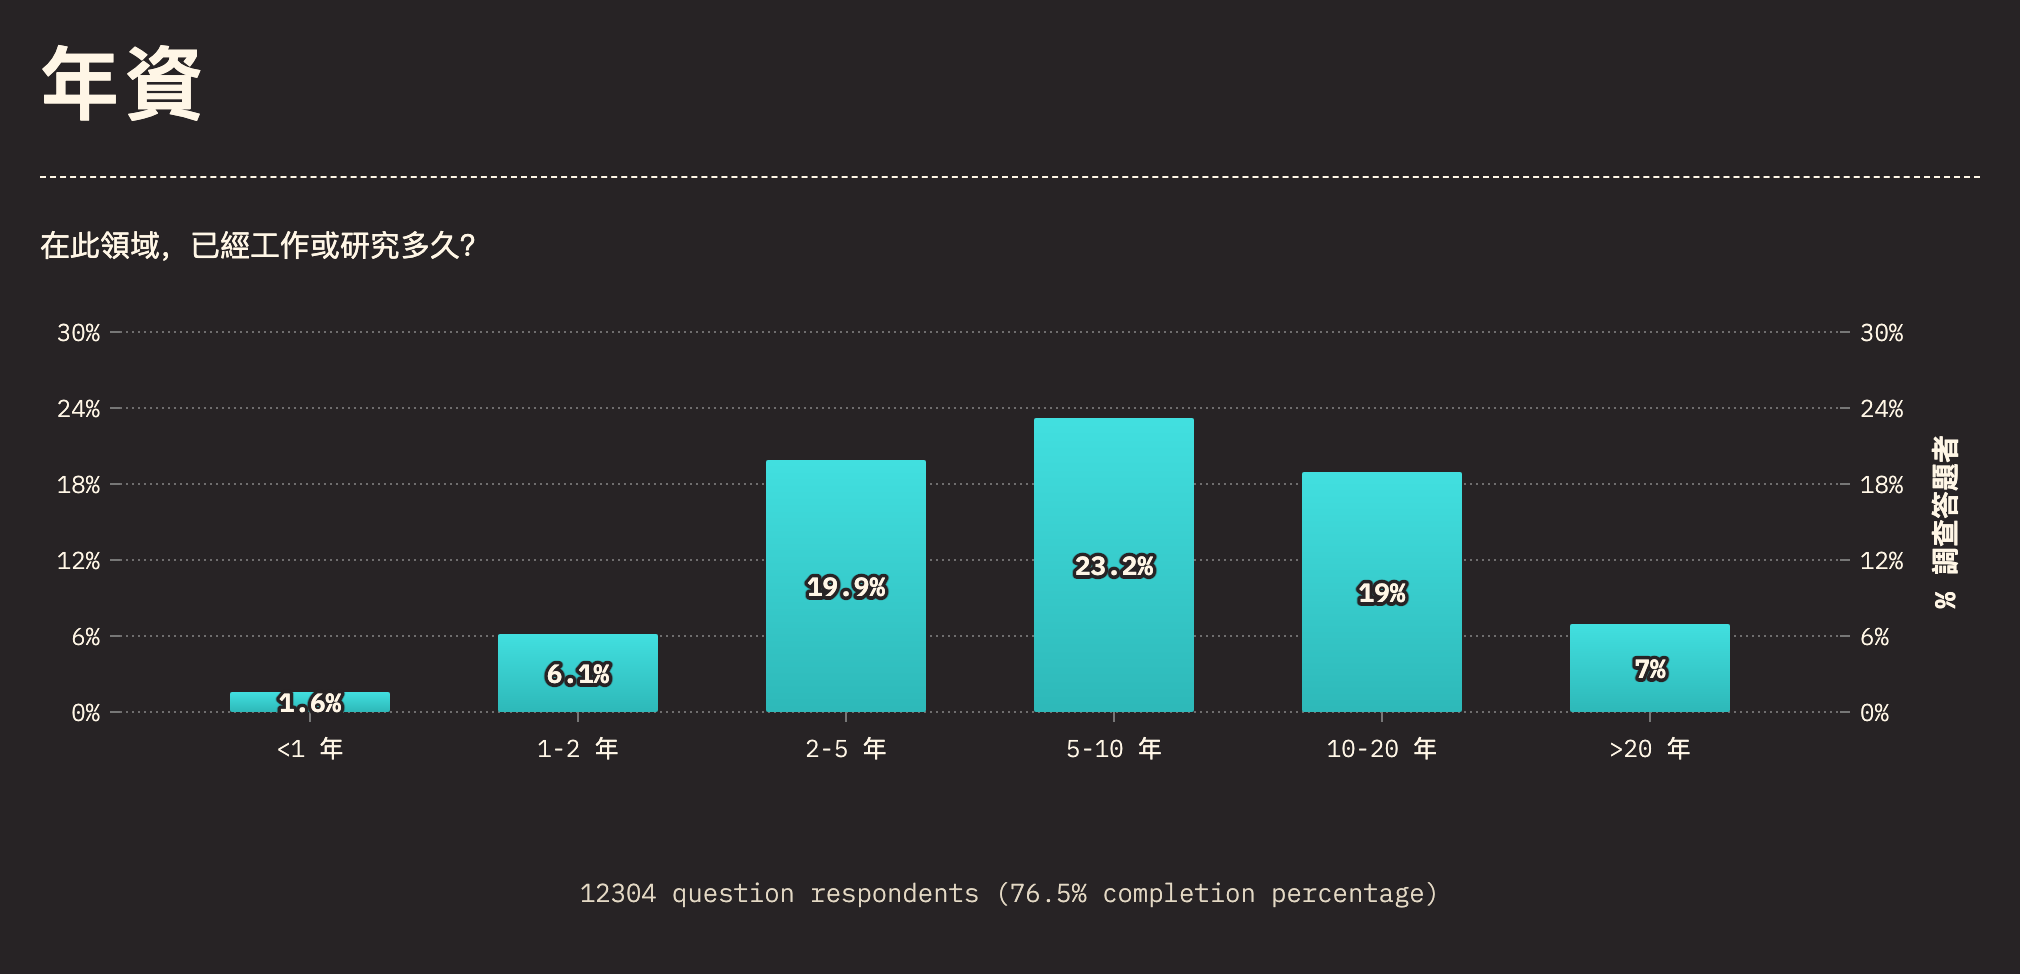 年資
在此領域，已經工作或研究多久？
30% 30%
24% 24%
18% 18%
12% 12%
6% 6%
0% 0%
1.6%
6.1%
19.9%
23.2%
19%
7%
<1 年
1-2 年
2-5 年
5-10 年
10-20 年
>20 年
% 調查答題者
12304 question respondents (76.5% completion percentage)